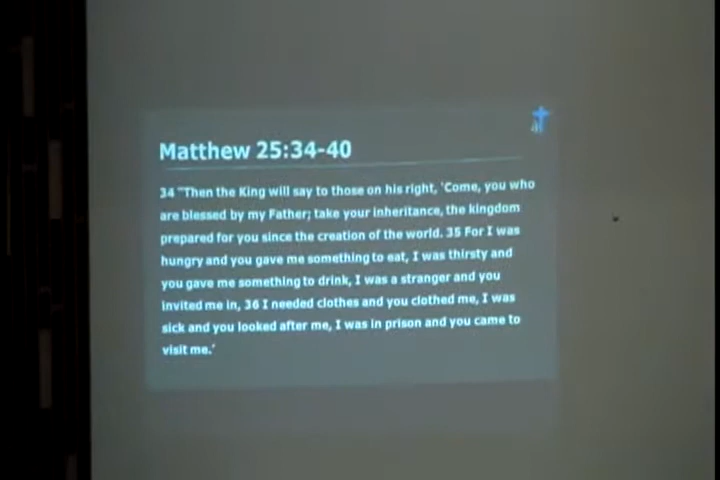 Matthew 25:34-40
34 "Then the King will say to those on his right, 'Come, you who
are blessed by my Father; take your inheritance, the kingdom
prepared for you since the creation of the world. 35 For I was
hungry and you gave me something to eat, I was thirsty and
you gave me something to drink, I was a stranger and you
invited me in, 36 I needed clothes and you clothed me, I was
sick and you looked after me, I was in prison and you came to
visit me.'